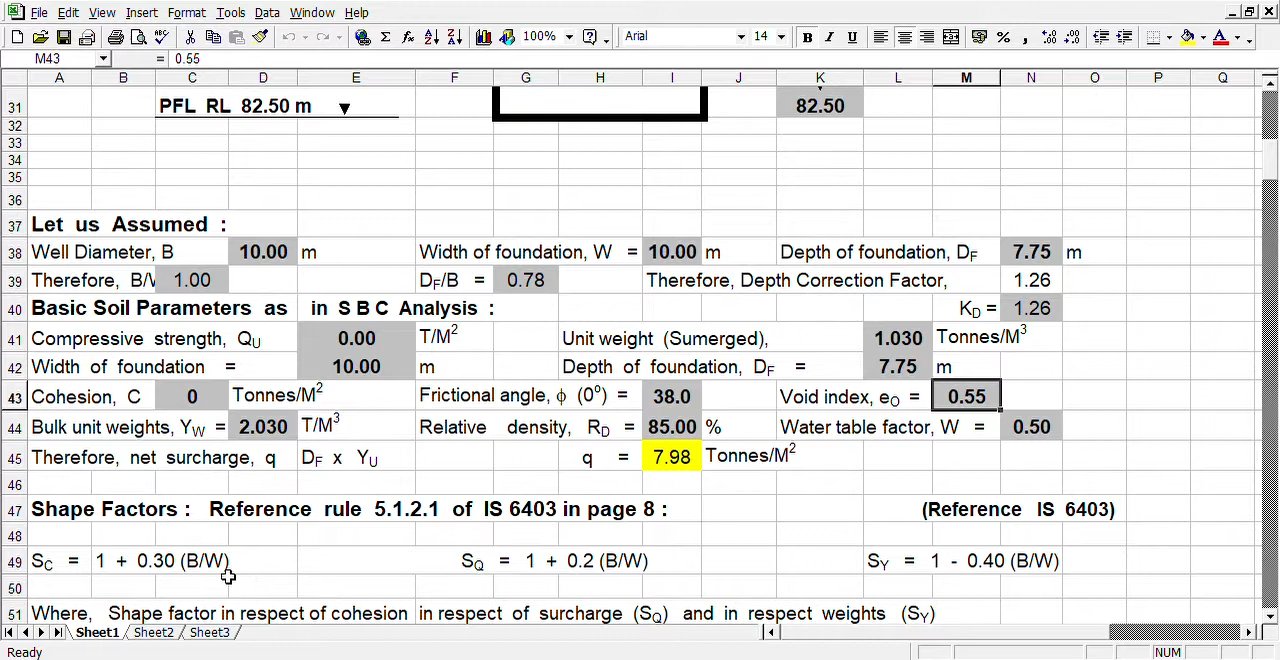 File Edit View Insert Format Tools Data Window Help
100% Arial 14 B I U
M43 = 0.55
A B C D E F G H I J K L M N O P Q
31 PFL RL 82.50 m ▼ 82.50
32
33
34
35
36
37 Let us Assumed :
38 Well Diameter, B 10.00 m Width of foundation, W = 10.00 m Depth of foundation, DF 7.75 m
39 Therefore, B/V 1.00 DF/B = 0.78 Therefore, Depth Correction Factor, 1.26
40 Basic Soil Parameters as in S B C Analysis : KD = 1.26
41 Compressive strength, QU 0.00 T/M2 Unit weight (Sumerged), 1.030 Tonnes/M3
42 Width of foundation = 10.00 m Depth of foundation, DF = 7.75 m
43 Cohesion, C 0 Tonnes/M2 Frictional angle, ϕ (0o) = 38.0 Void index, eO = 0.55
44 Bulk unit weights, YW = 2.030 T/M3 Relative density, RD = 85.00 % Water table factor, W = 0.50
45 Therefore, net surcharge, q DF x YU q = 7.98 Tonnes/M2
46
47 Shape Factors : Reference rule 5.1.2.1 of IS 6403 in page 8 : (Reference IS 6403)
48
49 SC = 1 + 0.30 (B/W) SQ = 1 + 0.2 (B/W) SY = 1 - 0.40 (B/W)
50
51 Where, Shape factor in respect of cohesion in respect of surcharge (SQ) and in respect weights (SY)
Sheet1 Sheet2 Sheet3
Ready NUM